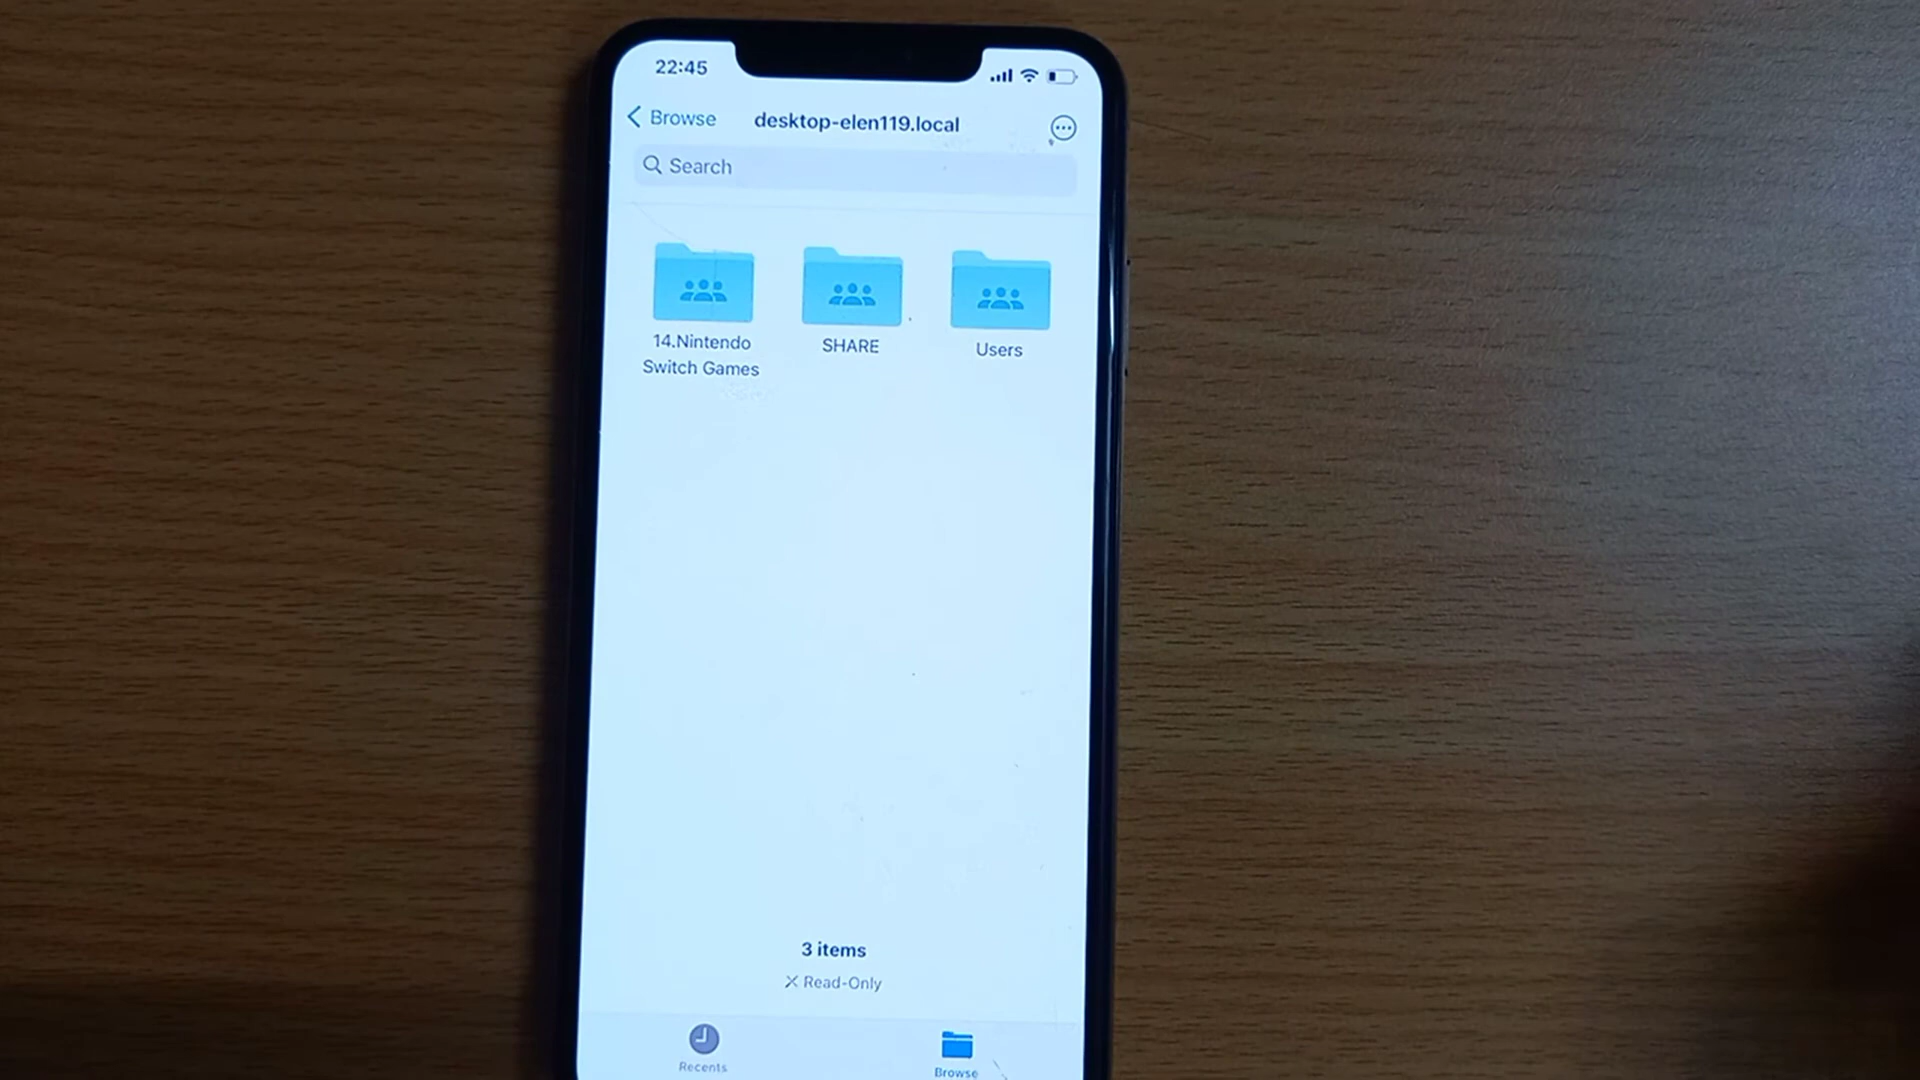 22:45
Browse
desktop-elen119.local
Search
14.Nintendo
Switch Games
SHARE
Users
3 items
Read-Only
Recents
Browse